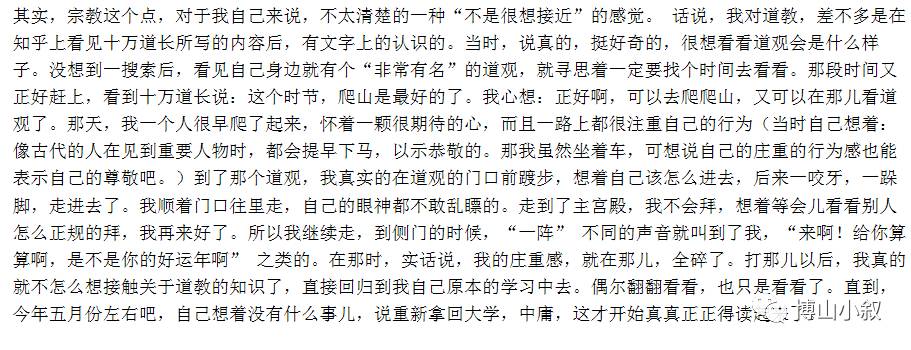 其实，宗教这个点，对于我自己来说，不太清楚的一种“不是很想接近”的感觉。 话说，我对道教，差不多是在
知乎上看见十万道长所写的内容后，有文字上的认识的。当时，说真的，挺好奇的，很想看看道观会是什么样
子。没想到一搜索后，看见自己身边就有个“非常有名”的道观，就寻思着一定要找个时间去看看。那段时间又
正好赶上，看到十万道长说：这个时节，爬山是最好的了。我心想：正好啊，可以去爬爬山，又可以在那儿看道
观了。那天，我一个人很早爬了起来，怀着一颗很期待的心，而且一路上都很注重自己的行为（当时自己想着：
像古代的人在见到重要人物时，都会提早下马，以示恭敬的。那我虽然坐着车，可想说自己的庄重的行为感也能
表示自己的尊敬吧。）到了那个道观，我真实的在道观的门口前踱步，想着自己该怎么进去，后来一咬牙，一跺
脚，走进去了。我顺着门口往里走，自己的眼神都不敢乱瞟的。走到了主宫殿，我不会拜，想着等会儿看看别人
怎么正规的拜，我再来好了。所以我继续走，到侧门的时候，“一阵” 不同的声音就叫到了我，“来啊！给你算
算啊，是不是你的好运年啊” 之类的。在那时，实话说，我的庄重感，就在那儿，全碎了。打那儿以后，我真的
就不怎么想接触关于道教的知识了，直接回归到我自己原本的学习中去。偶尔翻翻看看，也只是看看了。直到，
今年五月份左右吧，自己想着没有什么事儿，说重新拿回大学，中庸，这才开始真真正正得读
博山小叙